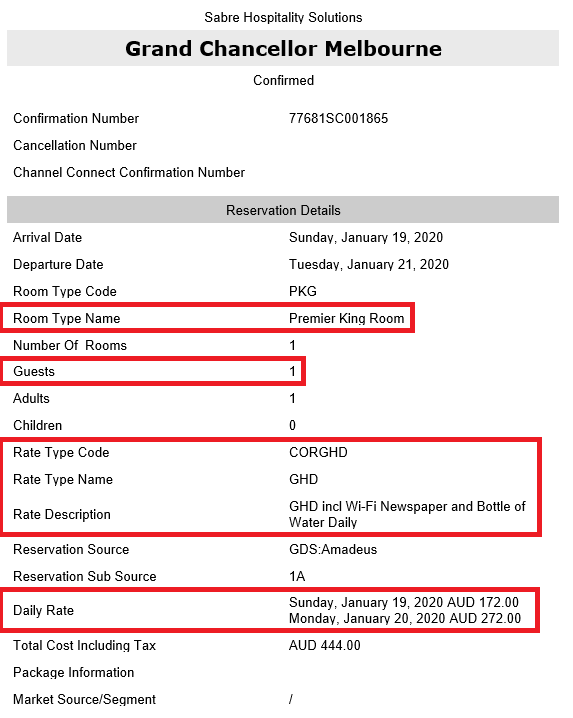 Sabre Hospitality Solutions
Grand Chancellor Melbourne
Confirmed
Confirmation Number 77681SC001865
Cancellation Number
Channel Connect Confirmation Number
Reservation Details
Arrival Date Sunday, January 19, 2020
Departure Date Tuesday, January 21, 2020
Room Type Code PKG
Room Type Name Premier King Room
Number Of Rooms 1
Guests 1
Adults 1
Children 0
Rate Type Code CORGHD
Rate Type Name GHD
Rate Description GHD incl Wi-Fi Newspaper and Bottle of
Water Daily
Reservation Source GDS:Amadeus
Reservation Sub Source 1A
Daily Rate Sunday, January 19, 2020 AUD 172.00
Monday, January 20, 2020 AUD 272.00
Total Cost Including Tax AUD 444.00
Package Information
Market Source/Segment /